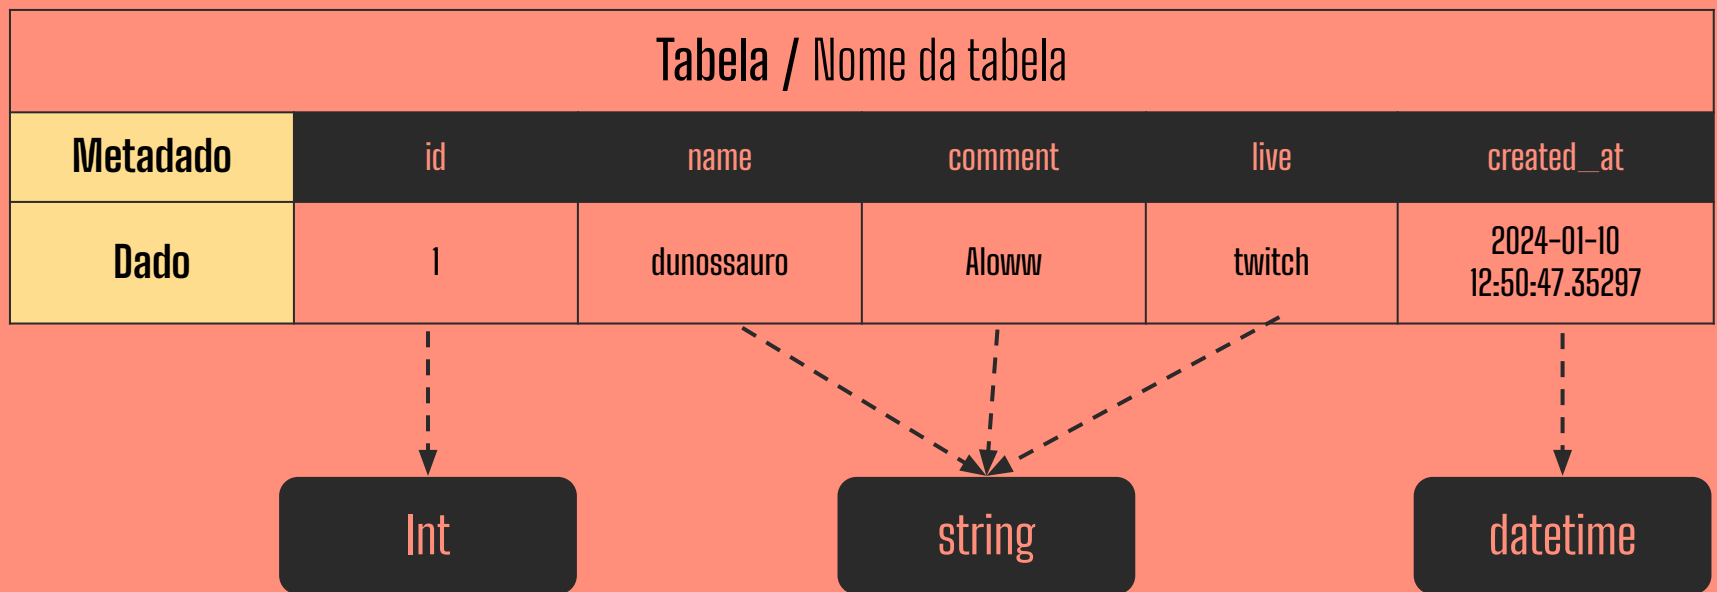 Tabela / Nome da tabela
Metadado id name comment live created_at
Dado 1 dunossauro Aloww twitch 2024-01-10
12:50:47.35297
Int string datetime